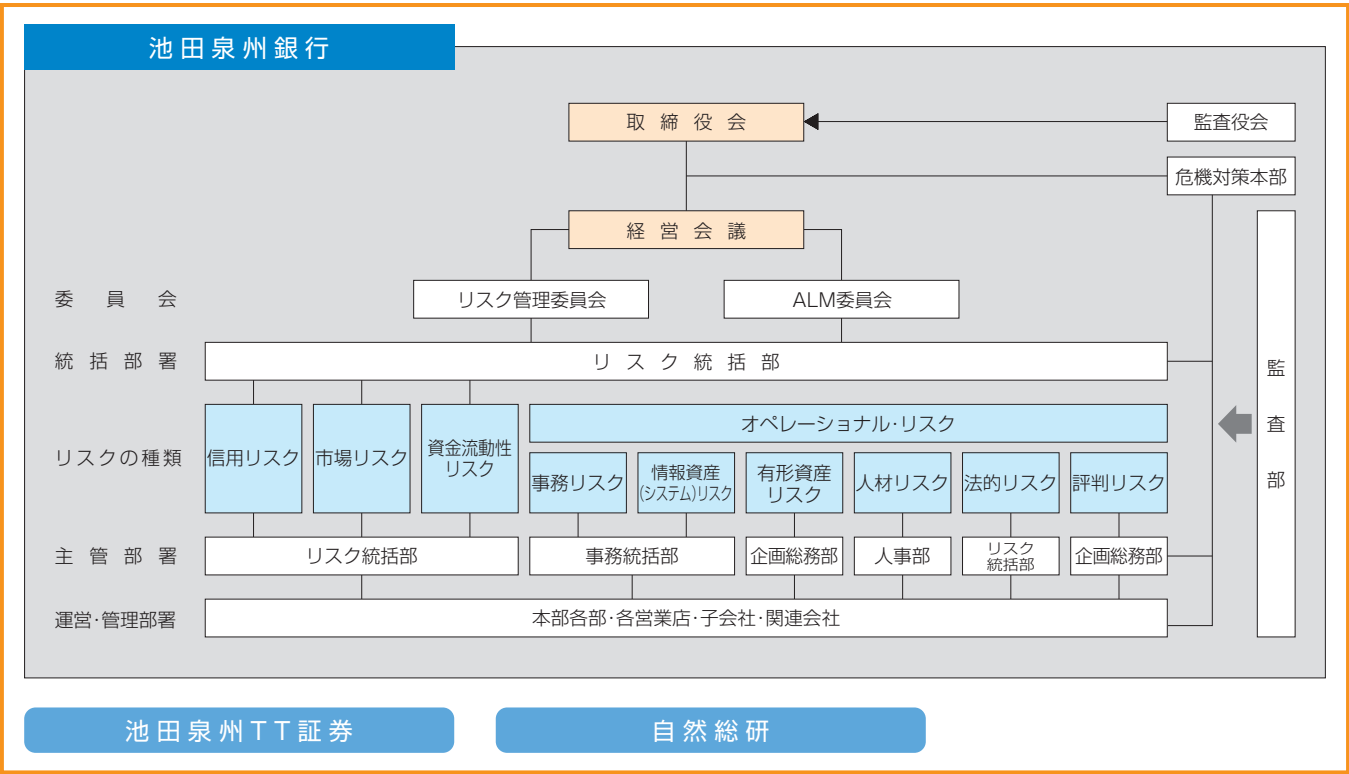 池田泉州銀行
取締役会
監査役会
危機対策本部
経営会議
委員会
リスク管理委員会
ALM委員会
統括部署
リスク統括部
監査部
リスクの種類
信用リスク
市場リスク
資金流動性
リスク
オペレーショナル・リスク
事務リスク
情報資産
(システム)リスク
有形資産
リスク
人材リスク
法的リスク
評判リスク
主管部署
リスク統括部
事務統括部
企画総務部
人事部
リスク
統括部
企画総務部
運営・管理部署
本部各部・各営業店・子会社・関連会社
池田泉州TT証券
自然総研